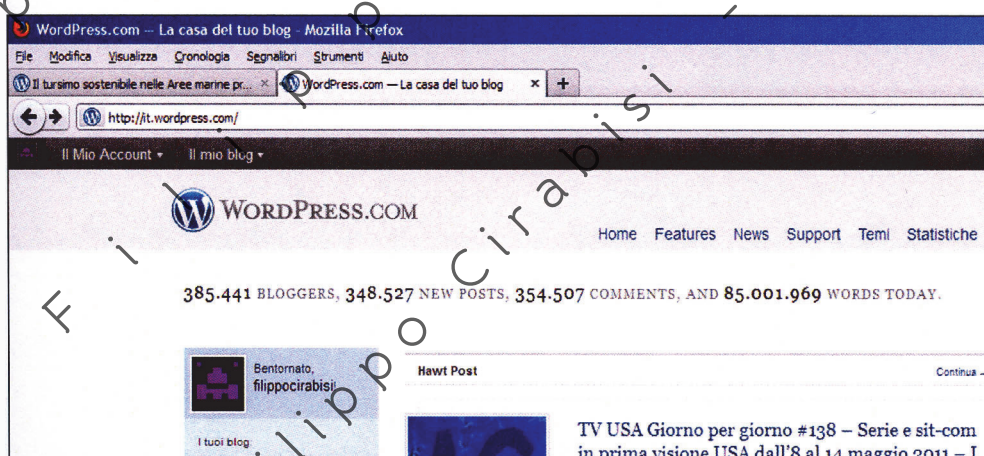 WordPress.com — La casa del tuo blog - Mozilla Firefox
File Modifica Visualizza Cronologia Segnalibri Strumenti Aiuto
Il tursimo sostenibile nelle Aree marine pr... × WordPress.com — La casa del tuo blog × +
http://it.wordpress.com/
Il Mio Account Il mio blog
WORDPRESS.COM
Home Features News Support Temi Statistiche
385.441 BLOGGERS, 348.527 NEW POSTS, 354.507 COMMENTS, AND 85.001.969 WORDS TODAY.
Bentornato,
filippocirabisi!
Hawt Post
Continua
I tuoi blog:
TV USA Giorno per giorno #138 – Serie e sit-com
in prima visione USA dall'8 al 14 maggio 2011 – I
Filippo Cirabisi